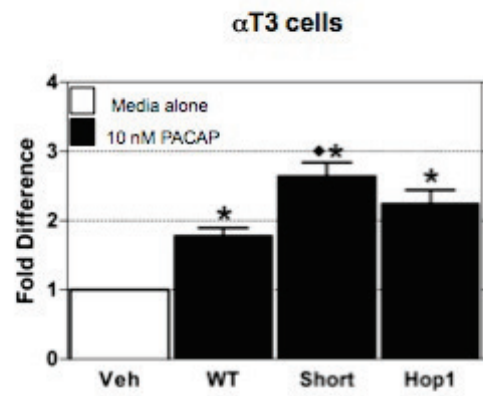 αT3 cells
4
Media alone
10 nM PACAP
3
◆*
*
*
2
Fold Difference
1
0
Veh WT Short Hop1